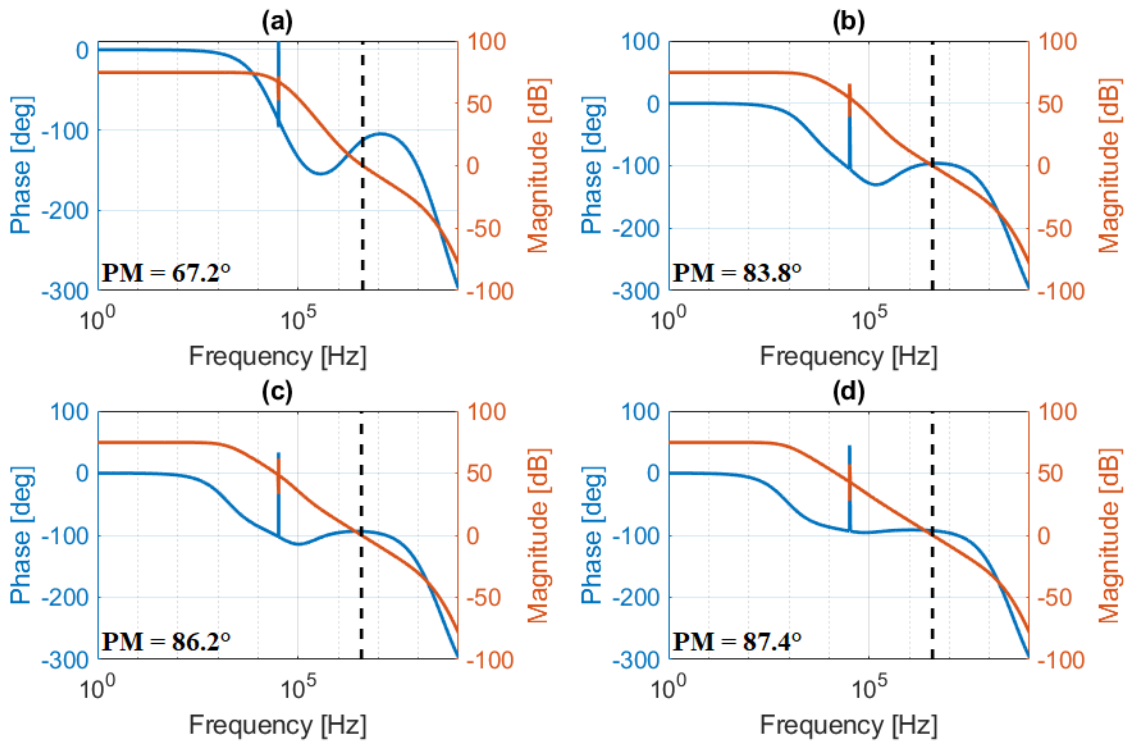 (a)
Phase [deg]
0
-100
-200
-300
100
50
0
-50
-100
Magnitude [dB]
PM = 67.2°
10^0
10^5
Frequency [Hz]
(b)
Phase [deg]
100
0
-100
-200
-300
100
50
0
-50
-100
Magnitude [dB]
PM = 83.8°
10^0
10^5
Frequency [Hz]
(c)
Phase [deg]
100
0
-100
-200
-300
100
50
0
-50
-100
Magnitude [dB]
PM = 86.2°
10^0
10^5
Frequency [Hz]
(d)
Phase [deg]
100
0
-100
-200
-300
100
50
0
-50
-100
Magnitude [dB]
PM = 87.4°
10^0
10^5
Frequency [Hz]